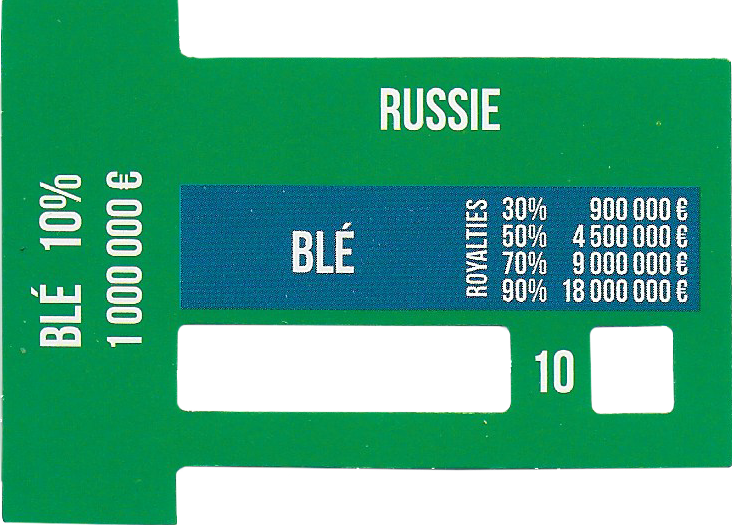 BLÉ 10%
1 000 000 €
RUSSIE
BLÉ
ROYALTIES
30% 900 000 €
50% 4 500 000 €
70% 9 000 000 €
90% 18 000 000 €
10